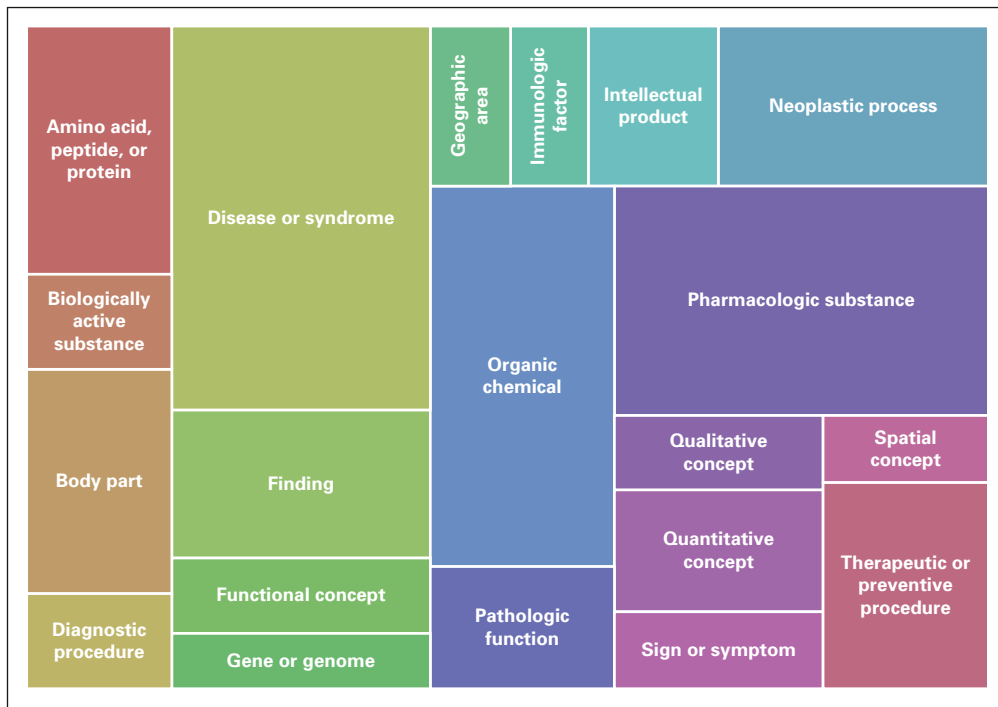 Amino acid,
peptide, or
protein
Biologically
active
substance
Body part
Diagnostic
procedure
Disease or syndrome
Finding
Functional concept
Gene or genome
Geographic
area
Immunologic
factor
Intellectual
product
Neoplastic process
Organic
chemical
Pathologic
function
Pharmacologic substance
Qualitative
concept
Quantitative
concept
Sign or symptom
Spatial
concept
Therapeutic or
preventive
procedure